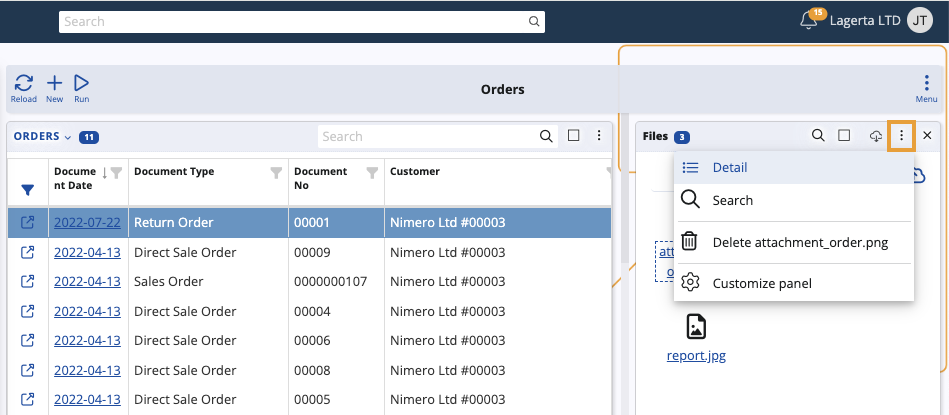 Search
15
Lagerta LTD
JT
Reload
New
Run
Orders
Menu
ORDERS
11
Search
Files
3
Docume
nt Date
Document Type
Document
No
Customer
2022-07-22 Return Order 00001 Nimero Ltd #00003
2022-04-13 Direct Sale Order 00009 Nimero Ltd #00003
2022-04-13 Sales Order 0000000107 Nimero Ltd #00003
2022-04-13 Direct Sale Order 00004 Nimero Ltd #00003
2022-04-13 Direct Sale Order 00006 Nimero Ltd #00003
2022-04-13 Direct Sale Order 00008 Nimero Ltd #00003
2022-04-13 Direct Sale Order 00005 Nimero Ltd #00003
Detail
Search
Delete attachment_order.png
Customize panel
att
o
report.jpg